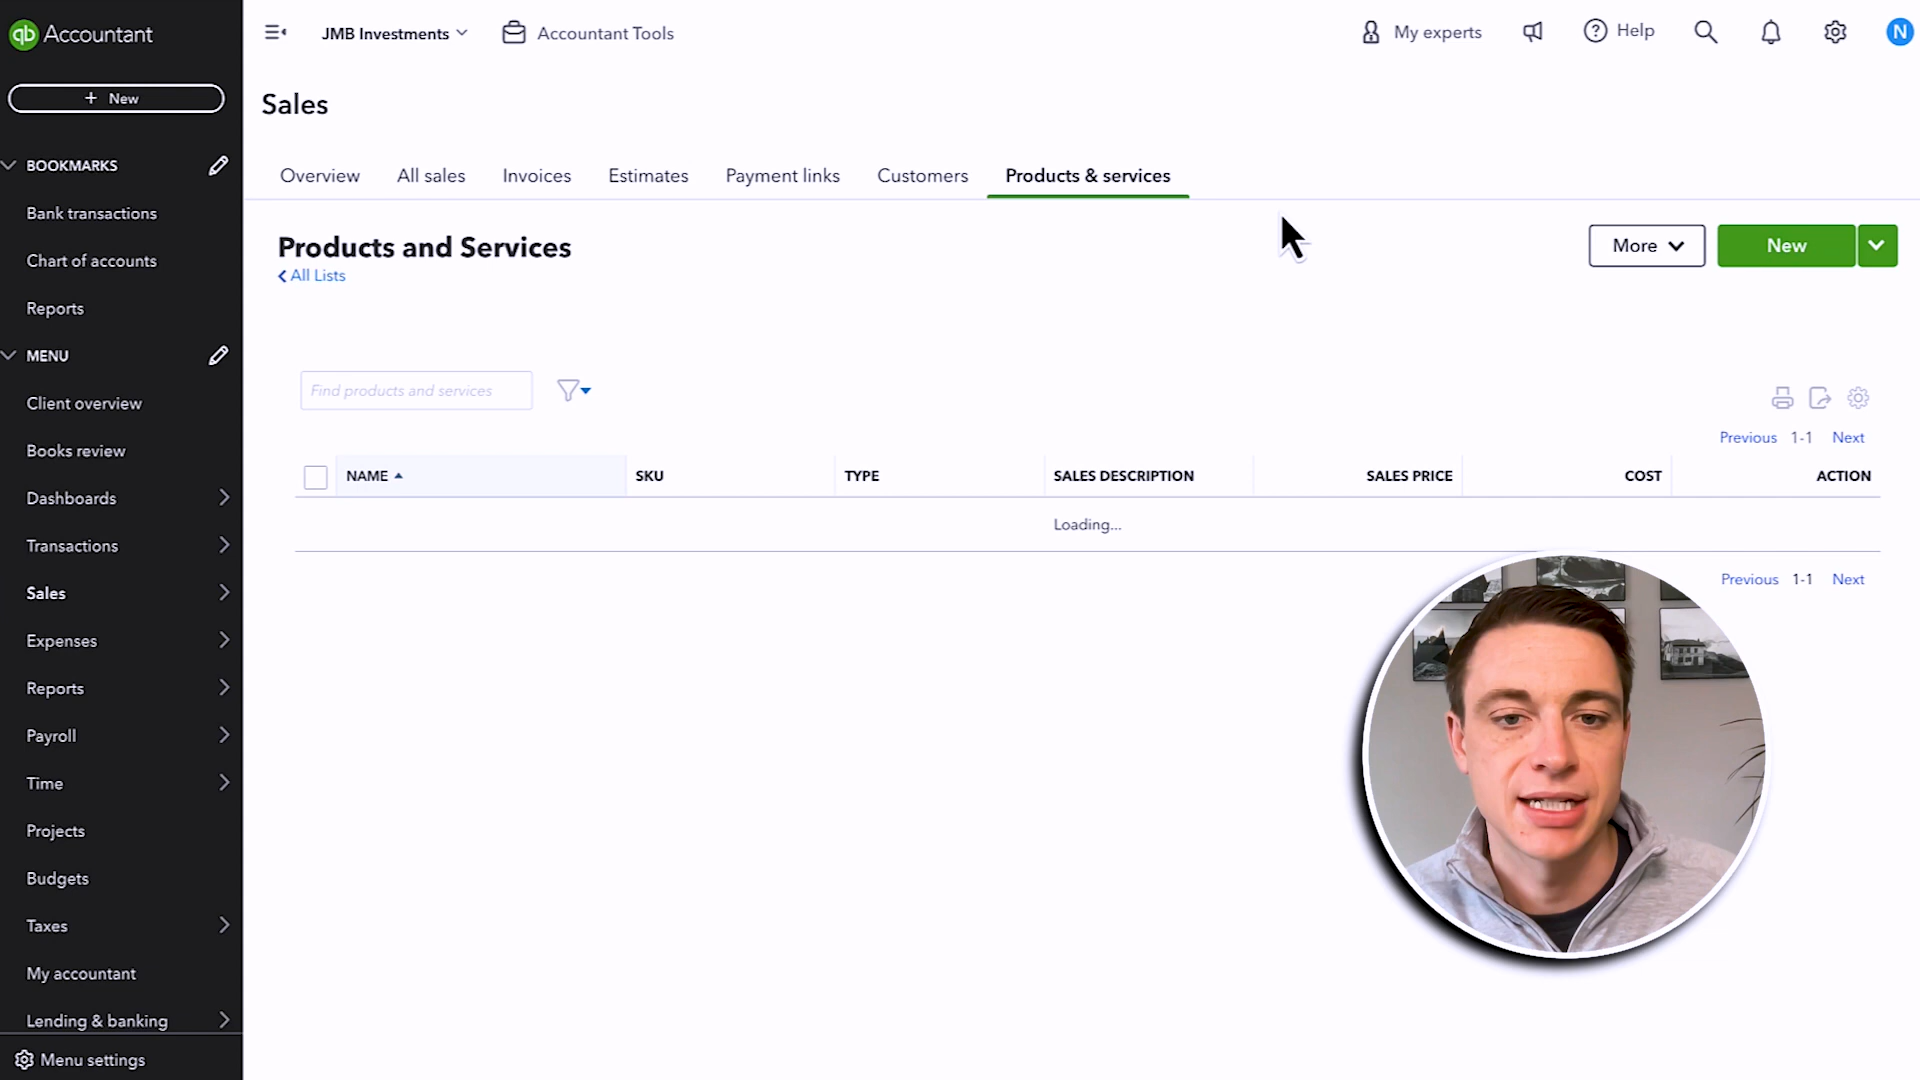 qb Accountant
JMB Investments
Accountant Tools
My experts
Help
N
+ New
BOOKMARKS
Bank transactions
Chart of accounts
Reports
MENU
Client overview
Books review
Dashboards
Transactions
Sales
Expenses
Reports
Payroll
Time
Projects
Budgets
Taxes
My accountant
Lending & banking
Menu settings
Sales
Overview All sales Invoices Estimates Payment links Customers Products & services
Products and Services
All Lists
More
New
Find products and services
Previous 1-1 Next
NAME SKU TYPE SALES DESCRIPTION SALES PRICE COST ACTION
Loading...
Previous 1-1 Next